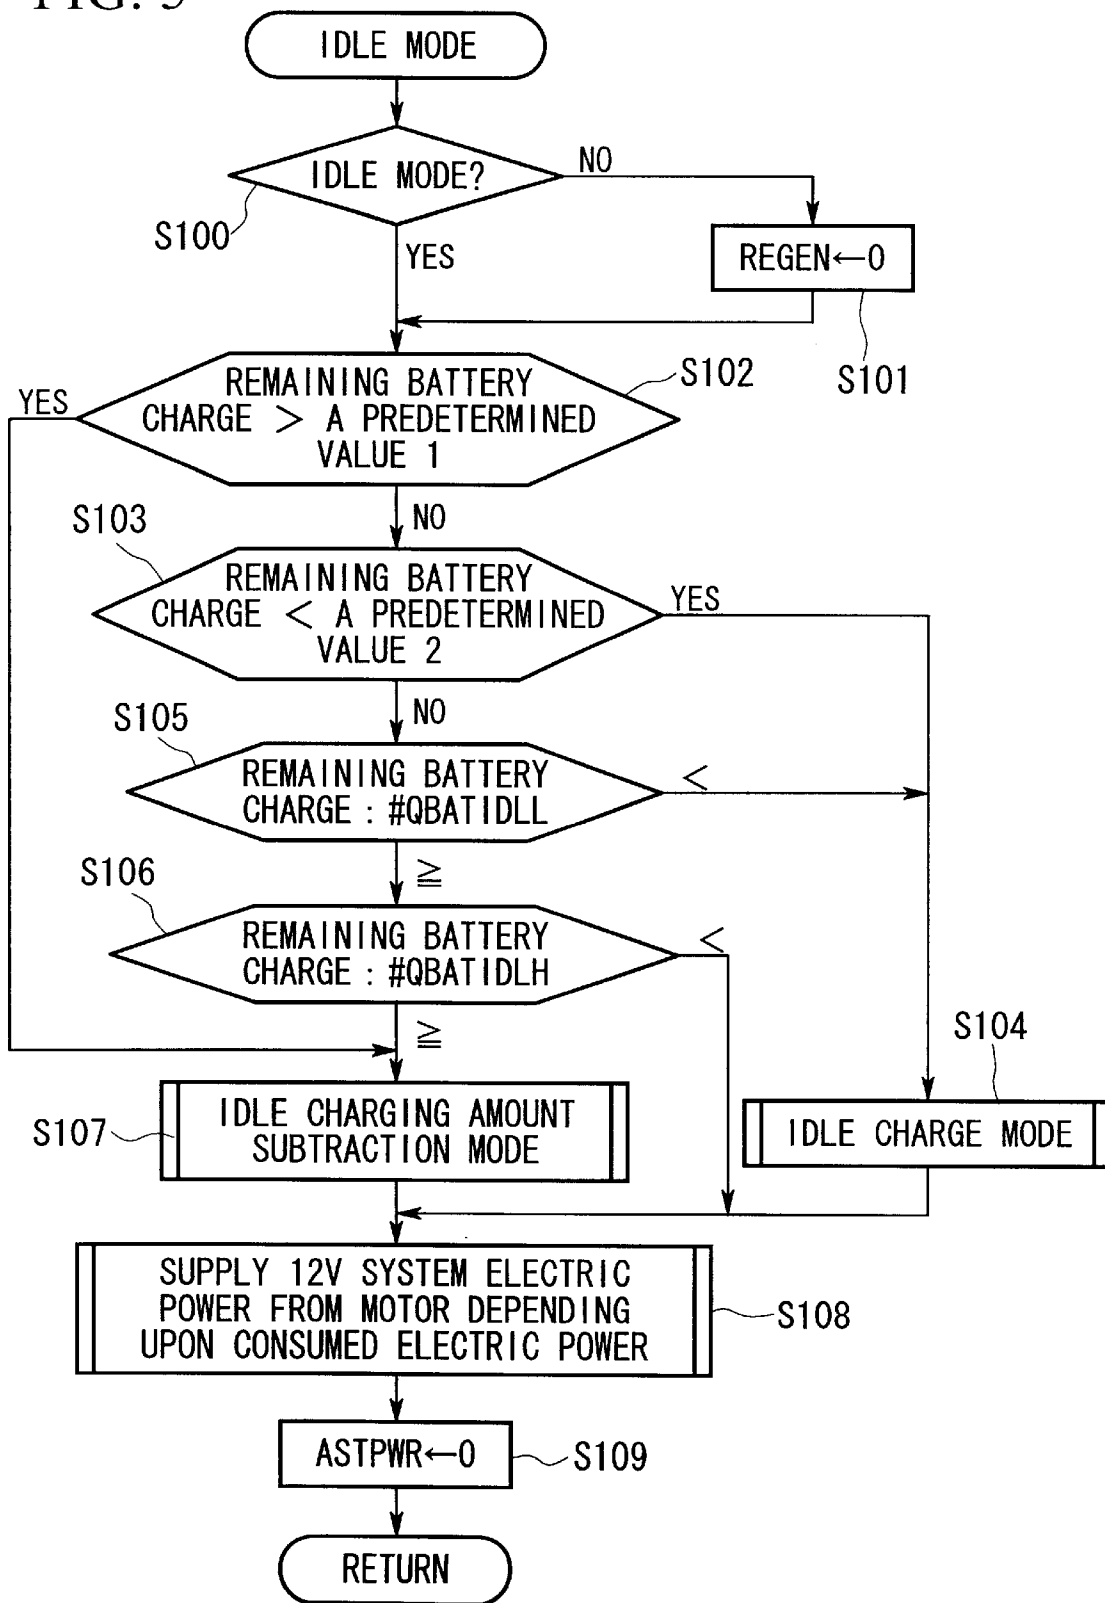 FIG. 5
IDLE MODE
IDLE MODE?
NO
S100
YES
REGEN←0
S101
REMAINING BATTERY
CHARGE > A PREDETERMINED
VALUE 1
S102
YES
NO
S103
REMAINING BATTERY
CHARGE < A PREDETERMINED
VALUE 2
YES
NO
S105
REMAINING BATTERY
CHARGE : #QBATIDLL
<
≧
S106
REMAINING BATTERY
CHARGE : #QBATIDLH
<
≧
S104
IDLE CHARGE MODE
S107
IDLE CHARGING AMOUNT
SUBTRACTION MODE
SUPPLY 12V SYSTEM ELECTRIC
POWER FROM MOTOR DEPENDING
UPON CONSUMED ELECTRIC POWER
S108
ASTPWR←0
S109
RETURN